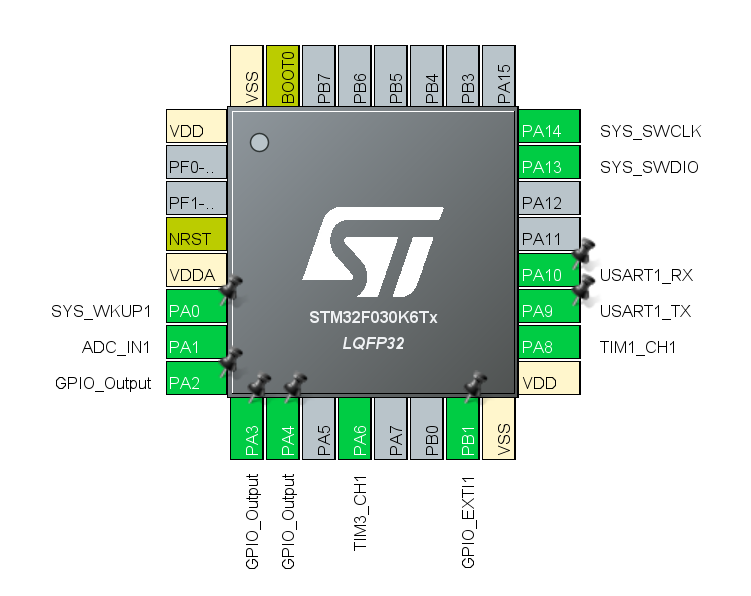 VSS
BOOT0
PB7
PB6
PB5
PB4
PB3
PA15
VDD
PF0-..
PF1-..
NRST
VDDA
SYS_WKUP1 PA0
ADC_IN1 PA1
GPIO_Output PA2
PA14 SYS_SWCLK
PA13 SYS_SWDIO
PA12
PA11
PA10 USART1_RX
PA9 USART1_TX
PA8 TIM1_CH1
VDD
ST
STM32F030K6Tx
LQFP32
PA3 GPIO_Output
PA4 GPIO_Output
PA5
PA6 TIM3_CH1
PA7
PB0
PB1 GPIO_EXTI1
VSS